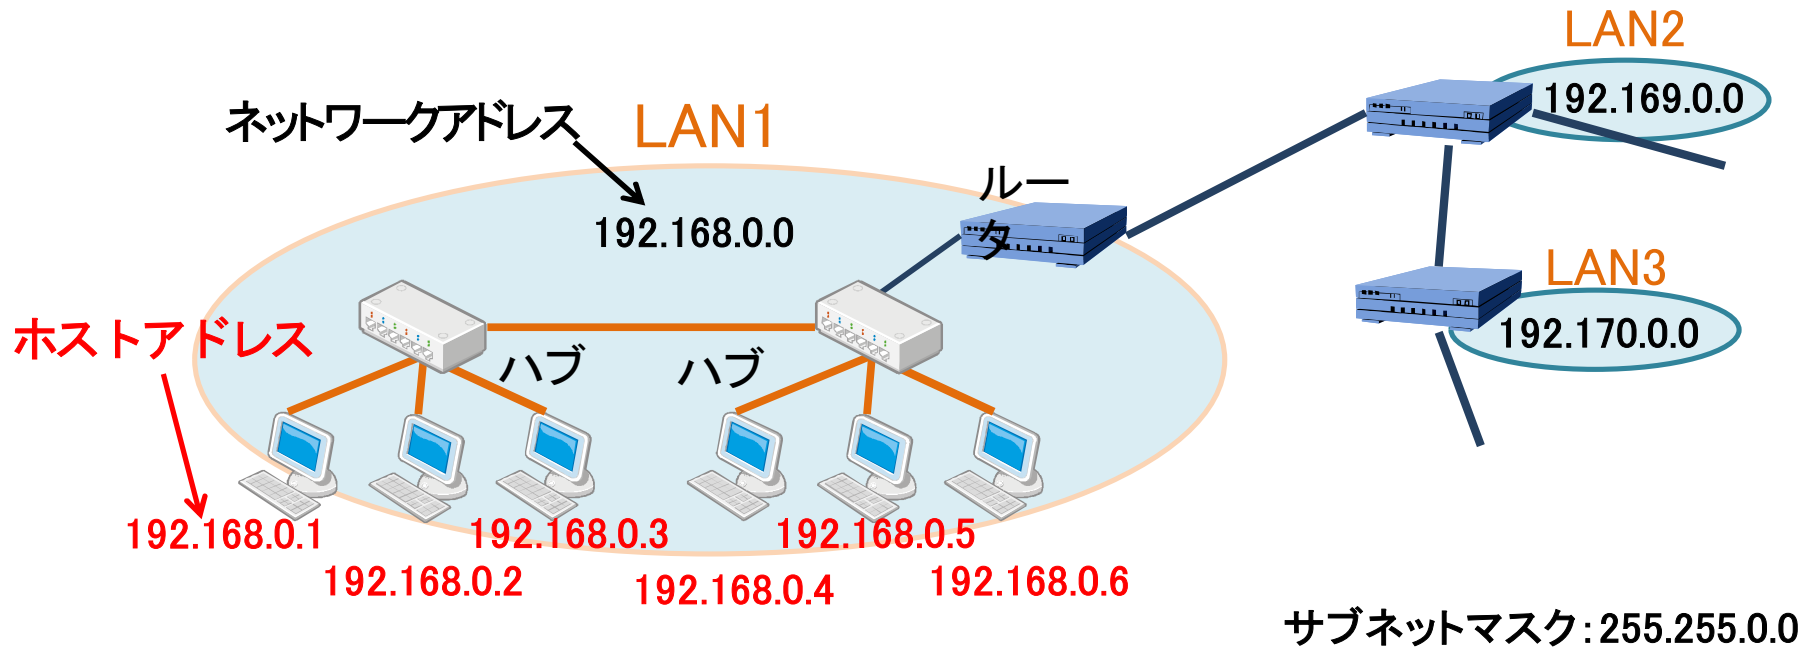 LAN2
192.169.0.0
ネットワークアドレス
LAN1
ルー
タ
192.168.0.0
LAN3
192.170.0.0
ホストアドレス
ハブ
ハブ
192.168.0.1
192.168.0.2
192.168.0.3
192.168.0.4
192.168.0.5
192.168.0.6
サブネットマスク：255.255.0.0